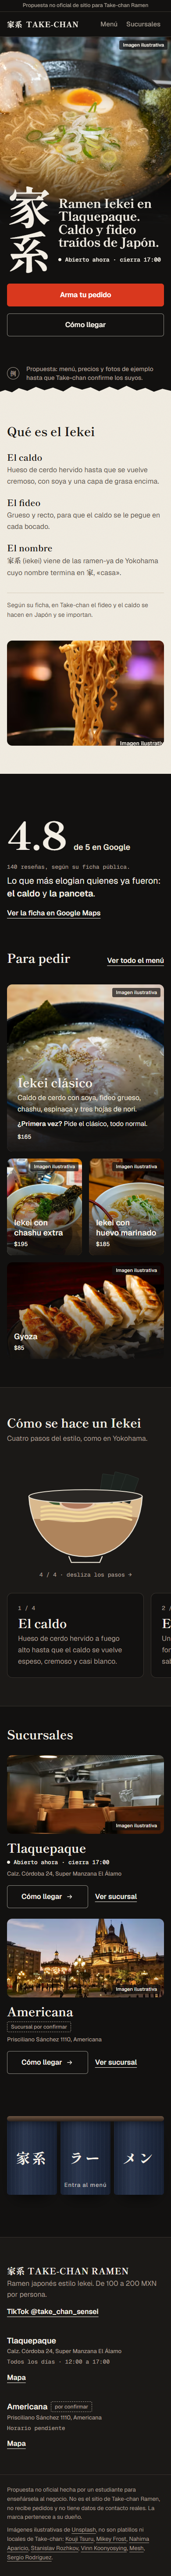 Propuesta no oficial de sitio para Take-chan Ramen
家系 TAKE-CHAN
Menú
Sucursales
Imagen ilustrativa
家系
Ramen Iekei en
Tlaquepaque.
Caldo y fideo
traídos de Japón.
Abierto ahora · cierra 17:00
Arma tu pedido
Cómo llegar
例
Propuesta: menú, precios y fotos de ejemplo
hasta que Take-chan confirme los suyos.
Qué es el Iekei
El caldo
Hueso de cerdo hervido hasta que se vuelve
cremoso, con soya y una capa de grasa encima.
El fideo
Grueso y recto, para que el caldo se le pegue en
cada bocado.
El nombre
家系 (iekei) viene de las ramen-ya de Yokohama
cuyo nombre termina en 家, «casa».
Según su ficha, en Take-chan el fideo y el caldo se
hacen en Japón y se importan.
Imagen ilustrativa
4.8 de 5 en Google
140 reseñas, según su ficha pública.
Lo que más elogian quienes ya fueron:
el caldo y la panceta.
Ver la ficha en Google Maps
Para pedir
Ver todo el menú
Imagen ilustrativa
Iekei clásico
Caldo de cerdo con soya, fideo grueso,
chashu, espinaca y tres hojas de nori.
¿Primera vez? Pide el clásico, todo normal.
$165
Imagen ilustrativa
Iekei con
chashu extra
$195
Imagen ilustrativa
Iekei con
huevo marinado
$185
Imagen ilustrativa
Gyoza
$85
Cómo se hace un Iekei
Cuatro pasos del estilo, como en Yokohama.
4 / 4 · desliza los pasos →
1 / 4
El caldo
Hueso de cerdo hervido a fuego
alto hasta que el caldo se vuelve
espeso, cremoso y casi blanco.
2 /
Sucursales
Imagen ilustrativa
Tlaquepaque
Abierto ahora · cierra 17:00
Calz. Córdoba 24, Super Manzana El Álamo
Cómo llegar →
Ver sucursal
Imagen ilustrativa
Americana
Sucursal por confirmar
Prisciliano Sánchez 1110, Americana
Cómo llegar →
Ver sucursal
家系
ラー
メン
Entra al menú
家系 TAKE-CHAN RAMEN
Ramen japonés estilo Iekei. De 100 a 200 MXN
por persona.
TikTok @take_chan_sensei
Tlaquepaque
Calz. Córdoba 24, Super Manzana El Álamo
Todos los días · 12:00 a 17:00
Mapa
Americana
por confirmar
Prisciliano Sánchez 1110, Americana
Horario pendiente
Mapa
Propuesta no oficial hecha por un estudiante para
enseñársela al negocio. No es el sitio de Take-chan Ramen,
no recibe pedidos y no tiene datos de contacto reales. La
marca pertenece a su dueño.
Imágenes ilustrativas de Unsplash, no son platillos ni
locales de Take-chan: Kouji Tsuru, Mikey Frost, Nahima
Aparicio, Stanislav Rozhkov, Vinn Koonyosying, Mesh,
Sergio Rodriguez.